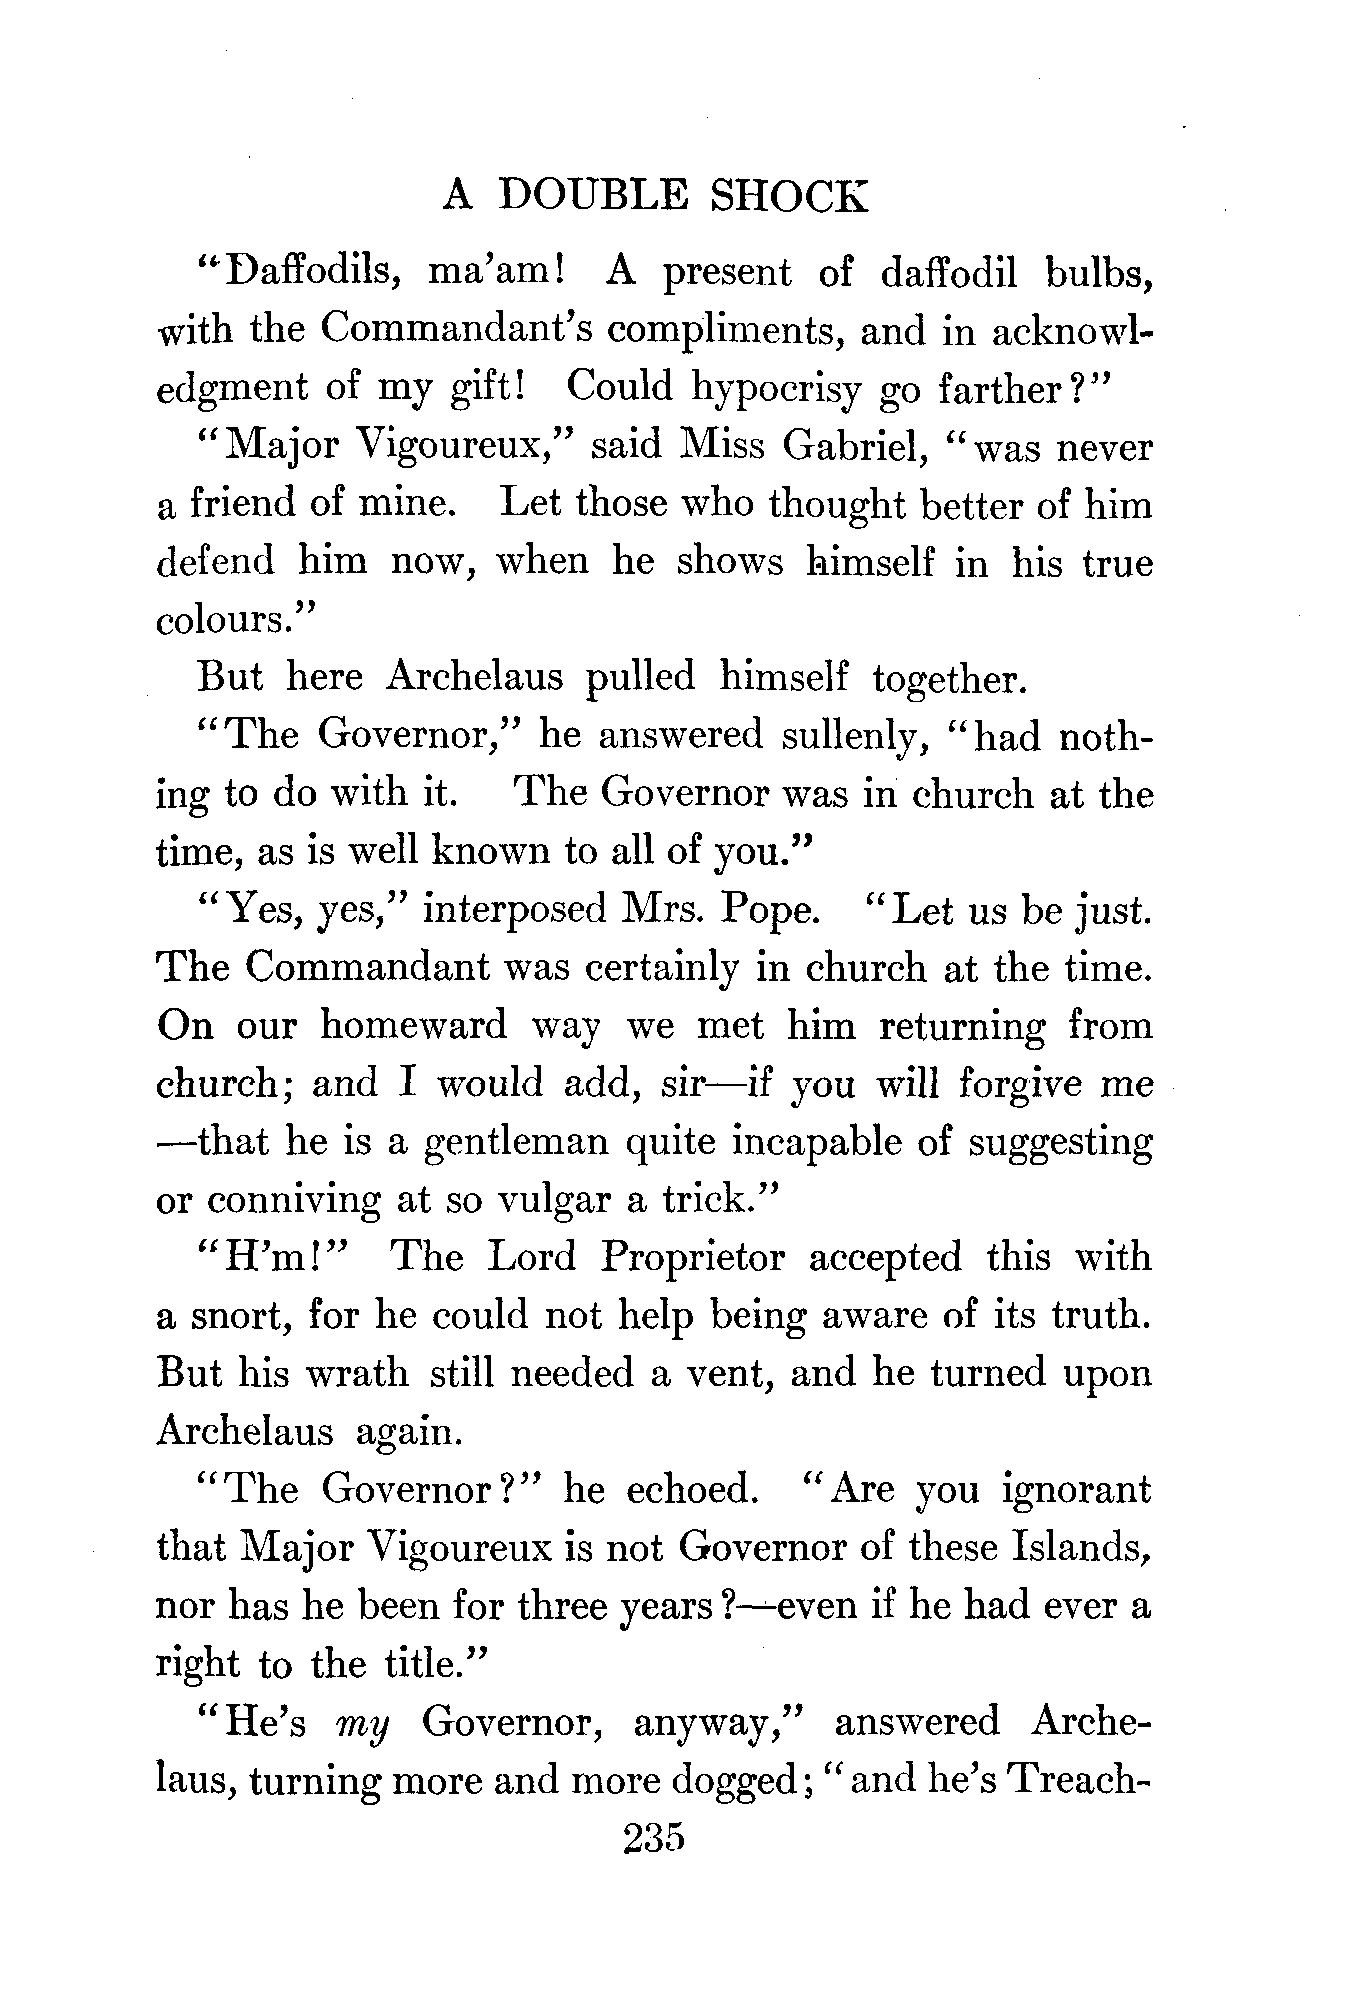 A DOUBLE SHOCK
"Daffodils, ma'am! A present of daffodil bulbs,
with the Commandant's compliments, and in acknowl-
edgment of my gift! Could hypocrisy go farther?"
"Major Vigoureux," said Miss Gabriel, "was never
a friend of mine. Let those who thought better of him
defend him now, when he shows himself in his true
colours."
But here Archelaus pulled himself together.
"The Governor," he answered sullenly, "had noth-
ing to do with it. The Governor was in church at the
time, as is well known to all of you."
"Yes, yes," interposed Mrs. Pope. "Let us be just.
The Commandant was certainly in church at the time.
On our homeward way we met him returning from
church; and I would add, sir—if you will forgive me
—that he is a gentleman quite incapable of suggesting
or conniving at so vulgar a trick."
"H'm!" The Lord Proprietor accepted this with
a snort, for he could not help being aware of its truth.
But his wrath still needed a vent, and he turned upon
Archelaus again.
"The Governor?" he echoed. "Are you ignorant
that Major Vigoureux is not Governor of these Islands,
nor has he been for three years?—even if he had ever a
right to the title."
"He's my Governor, anyway," answered Arche-
laus, turning more and more dogged; "and he's Treach-
235